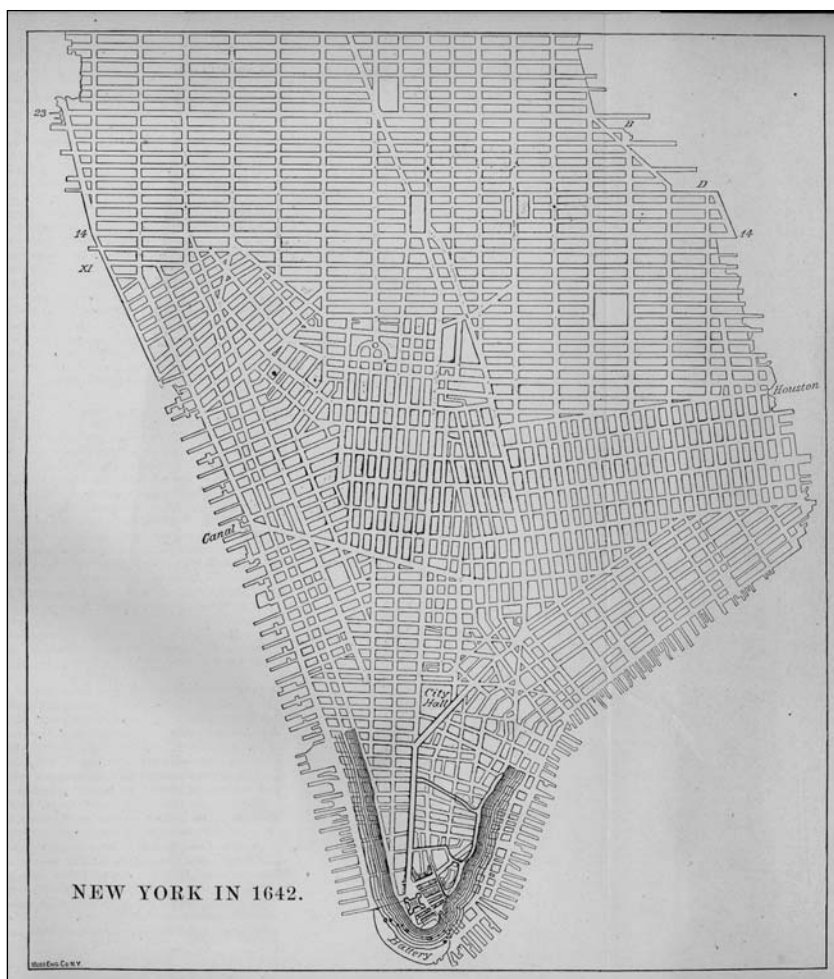 23
B
D
14
14
XI
Houston
Canal
City
Hall
NEW YORK IN 1642.
Battery